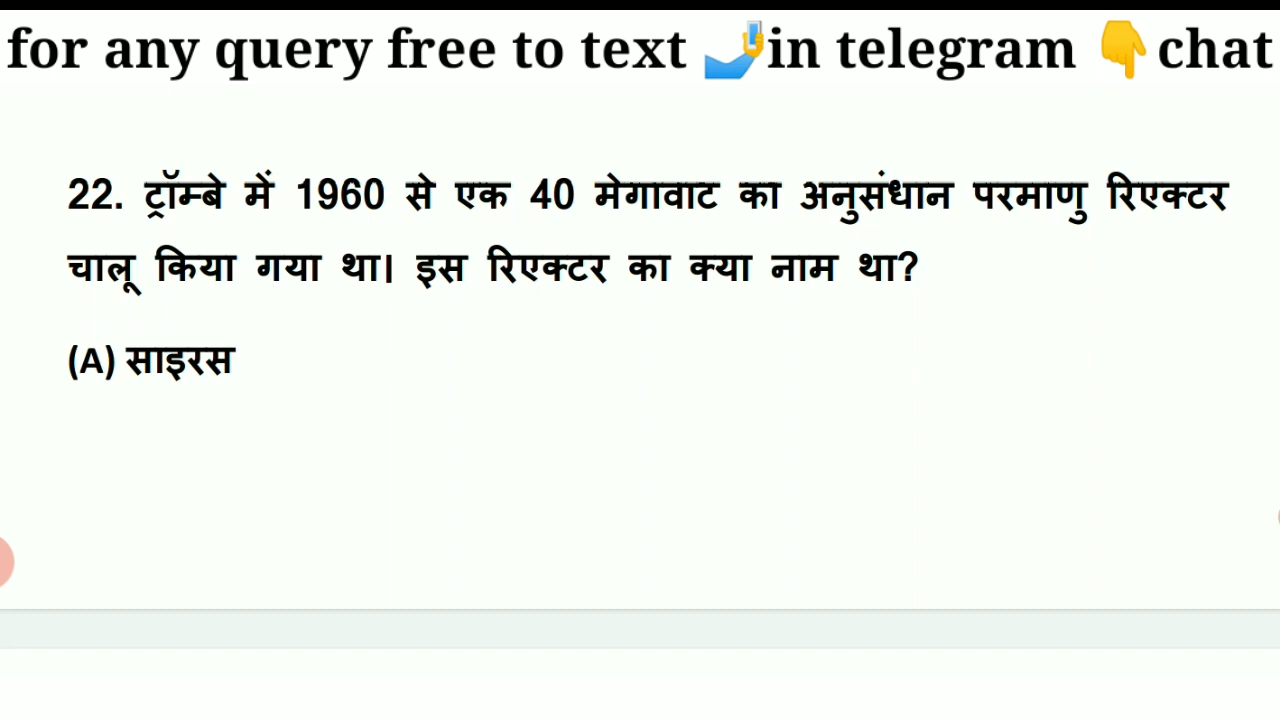 for any query free to text 🤳in telegram 👇chat
22. ट्रॉम्बे में 1960 से एक 40 मेगावाट का अनुसंधान परमाणु रिएक्टर
चालू किया गया था। इस रिएक्टर का क्या नाम था?
(A) साइरस